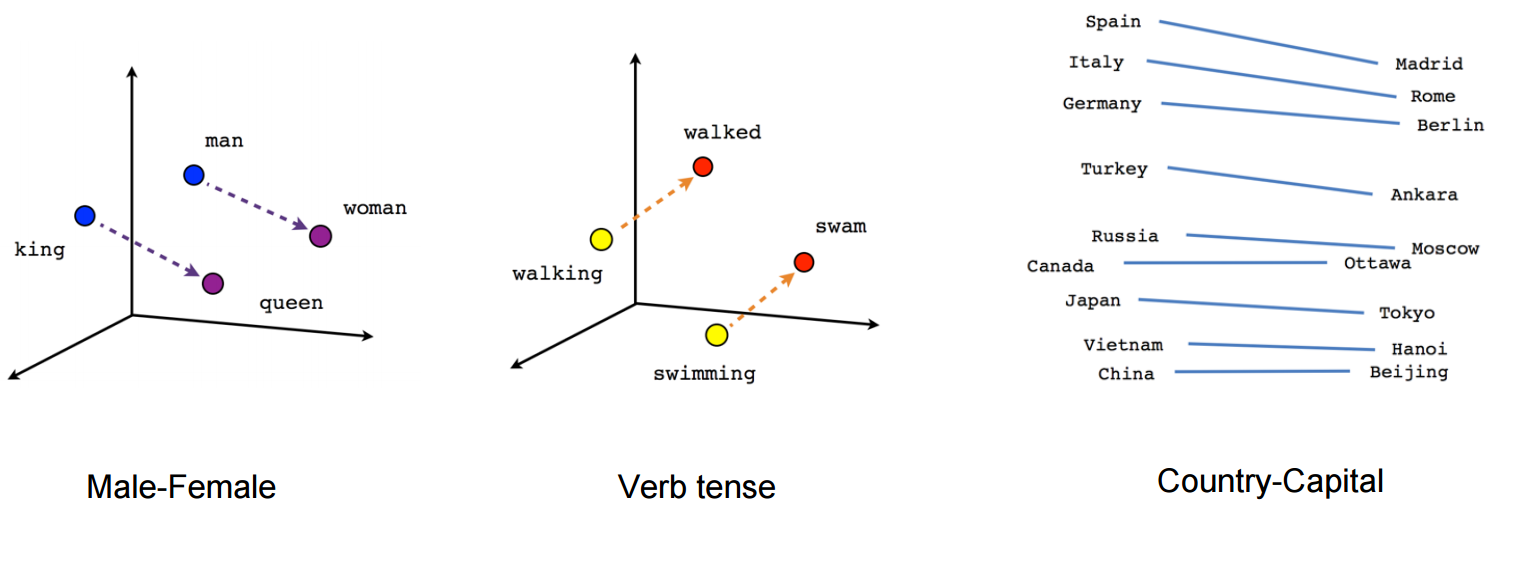 man
woman
king
queen
Male-Female
walked
swam
walking
swimming
Verb tense
Spain
Madrid
Italy
Rome
Germany
Berlin
Turkey
Ankara
Russia
Moscow
Canada
Ottawa
Japan
Tokyo
Vietnam
Hanoi
China
Beijing
Country-Capital